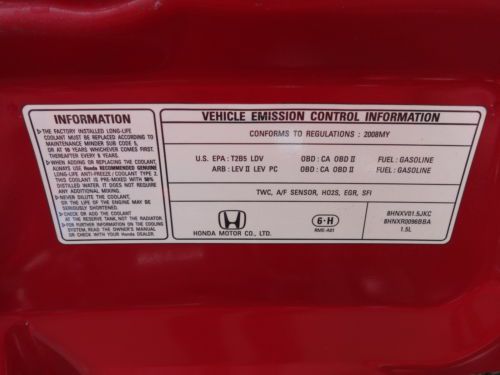 INFORMATION
THE FACTORY INSTALLED LONG-LIFE
COOLANT MUST BE REPLACED ACCORDING TO
MAINTENANCE MINDER SUB CODE 5,
OR AT 10 YEARS WHICHEVER COMES FIRST.
THEREAFTER EVERY 5 YEARS.
WHEN ADDING OR REPLACING THE COOLANT,
ALWAYS USE Honda RECOMMENDED GENUINE
LONG-LIFE ANTI-FREEZE / COOLANT TYPE 2.
THIS COOLANT IS PRE-MIXED WITH 50%
DISTILLED WATER. IT DOES NOT REQUIRE ANY
ADDITIONAL MIXING.
NEVER DILUTE THE COOLANT,
OR THE LIFE OF THE ENGINE MAY BE
SERIOUSLY SHORTENED.
CHECK OR ADD THE COOLANT
AT THE RESERVE TANK, NOT THE RADIATOR.
FOR FURTHER INFORMATION ON THE COOLING
SYSTEM, READ THE OWNER'S MANUAL
OR CHECK WITH YOUR Honda DEALER.
VEHICLE EMISSION CONTROL INFORMATION
CONFORMS TO REGULATIONS : 2008MY
U.S. EPA : T2B5 LDV OBD : CA OBD II FUEL : GASOLINE
ARB : LEV II LEV PC OBD : CA OBD II FUEL : GASOLINE
TWC, A/F SENSOR, HO2S, EGR, SFI
HONDA MOTOR CO., LTD.
6-H
RME-A81
8HNXV01.5JKC
8HNXR0096BBA
1.5L